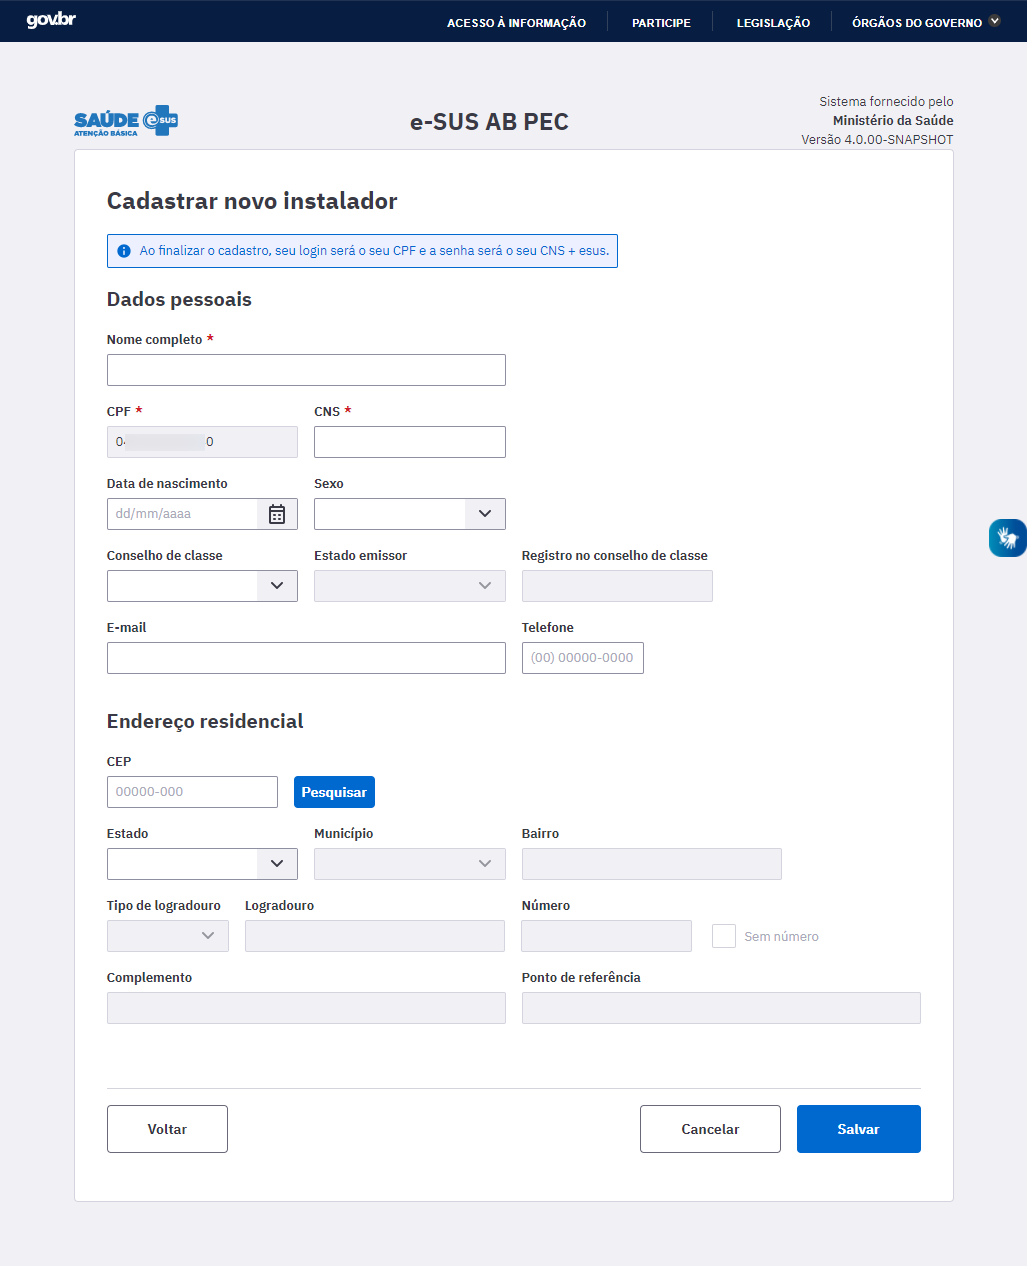 gov.br
ACESSO À INFORMAÇÃO PARTICIPE LEGISLAÇÃO ÓRGÃOS DO GOVERNO
SAÚDE e SUS
ATENÇÃO BÁSICA
e-SUS AB PEC
Sistema fornecido pelo
Ministério da Saúde
Versão 4.0.00-SNAPSHOT
Cadastrar novo instalador
Ao finalizar o cadastro, seu login será o seu CPF e a senha será o seu CNS + esus.
Dados pessoais
Nome completo *
CPF * CNS *
0 0
Data de nascimento Sexo
dd/mm/aaaa
Conselho de classe Estado emissor Registro no conselho de classe
E-mail Telefone
(00) 00000-0000
Endereço residencial
CEP
00000-000 Pesquisar
Estado Município Bairro
Tipo de logradouro Logradouro Número
Sem número
Complemento Ponto de referência
Voltar Cancelar Salvar